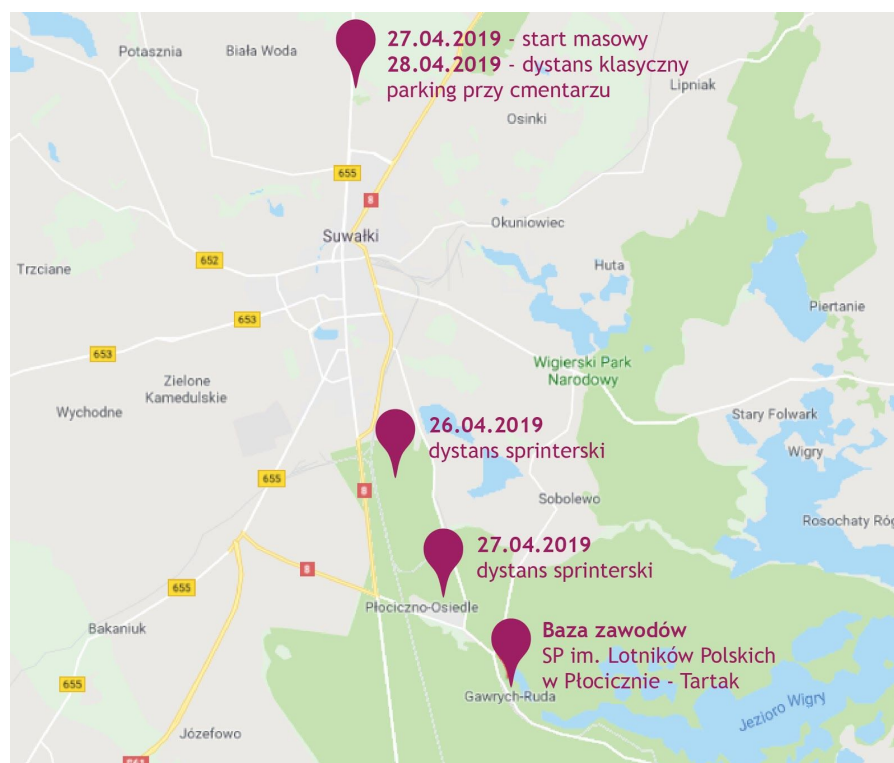 27.04.2019 - start masowy
28.04.2019 - dystans klasyczny
parking przy cmentarzu
Potasznia
Biała Woda
Lipniak
Osinki
655
8
Suwałki
Okuniowiec
652
Trzciane
Huta
653
Piertanie
653
Wigierski Park
Narodowy
Zielone
Kamedulskie
Wychodne
Stary Folwark
26.04.2019
dystans sprinterski
Wigry
655
8
Sobolewo
Rosochaty Róg
27.04.2019
dystans sprinterski
8
655
Płociczno-Osiedle
Bakaniuk
Baza zawodów
SP im. Lotników Polskich
w Płocicznie - Tartak
655
Gawrych-Ruda
Jezioro Wigry
Józefowo